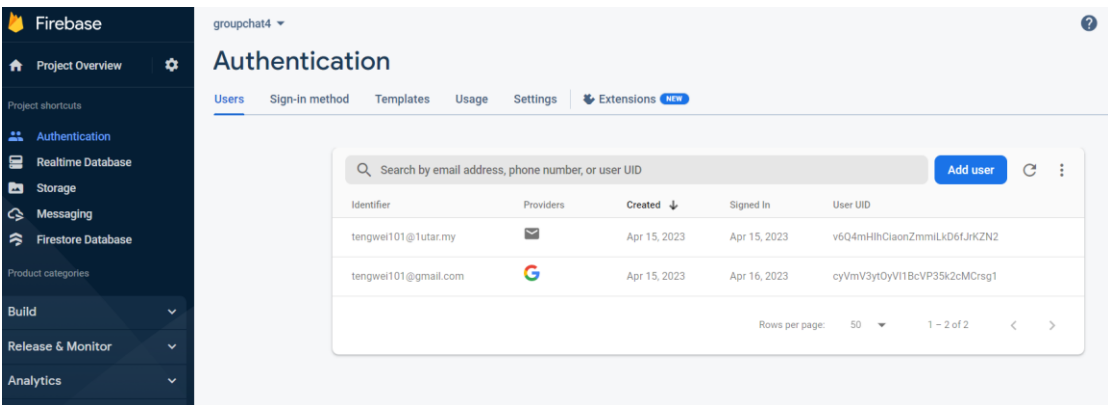 Firebase
Project Overview
Project shortcuts
Authentication
Realtime Database
Storage
Messaging
Firestore Database
Product categories
Build
Release & Monitor
Analytics
groupchat4
Authentication
Users Sign-in method Templates Usage Settings Extensions NEW
Search by email address, phone number, or user UID Add user
Identifier Providers Created Signed In User UID
tengwei101@1utar.my Apr 15, 2023 Apr 15, 2023 v6Q4mHlhCiaonZmmiLkD6fJrKZN2
tengwei101@gmail.com Apr 15, 2023 Apr 16, 2023 cyVmV3ytOyVI1BcVP35k2cMCrsg1
Rows per page: 50 1 – 2 of 2